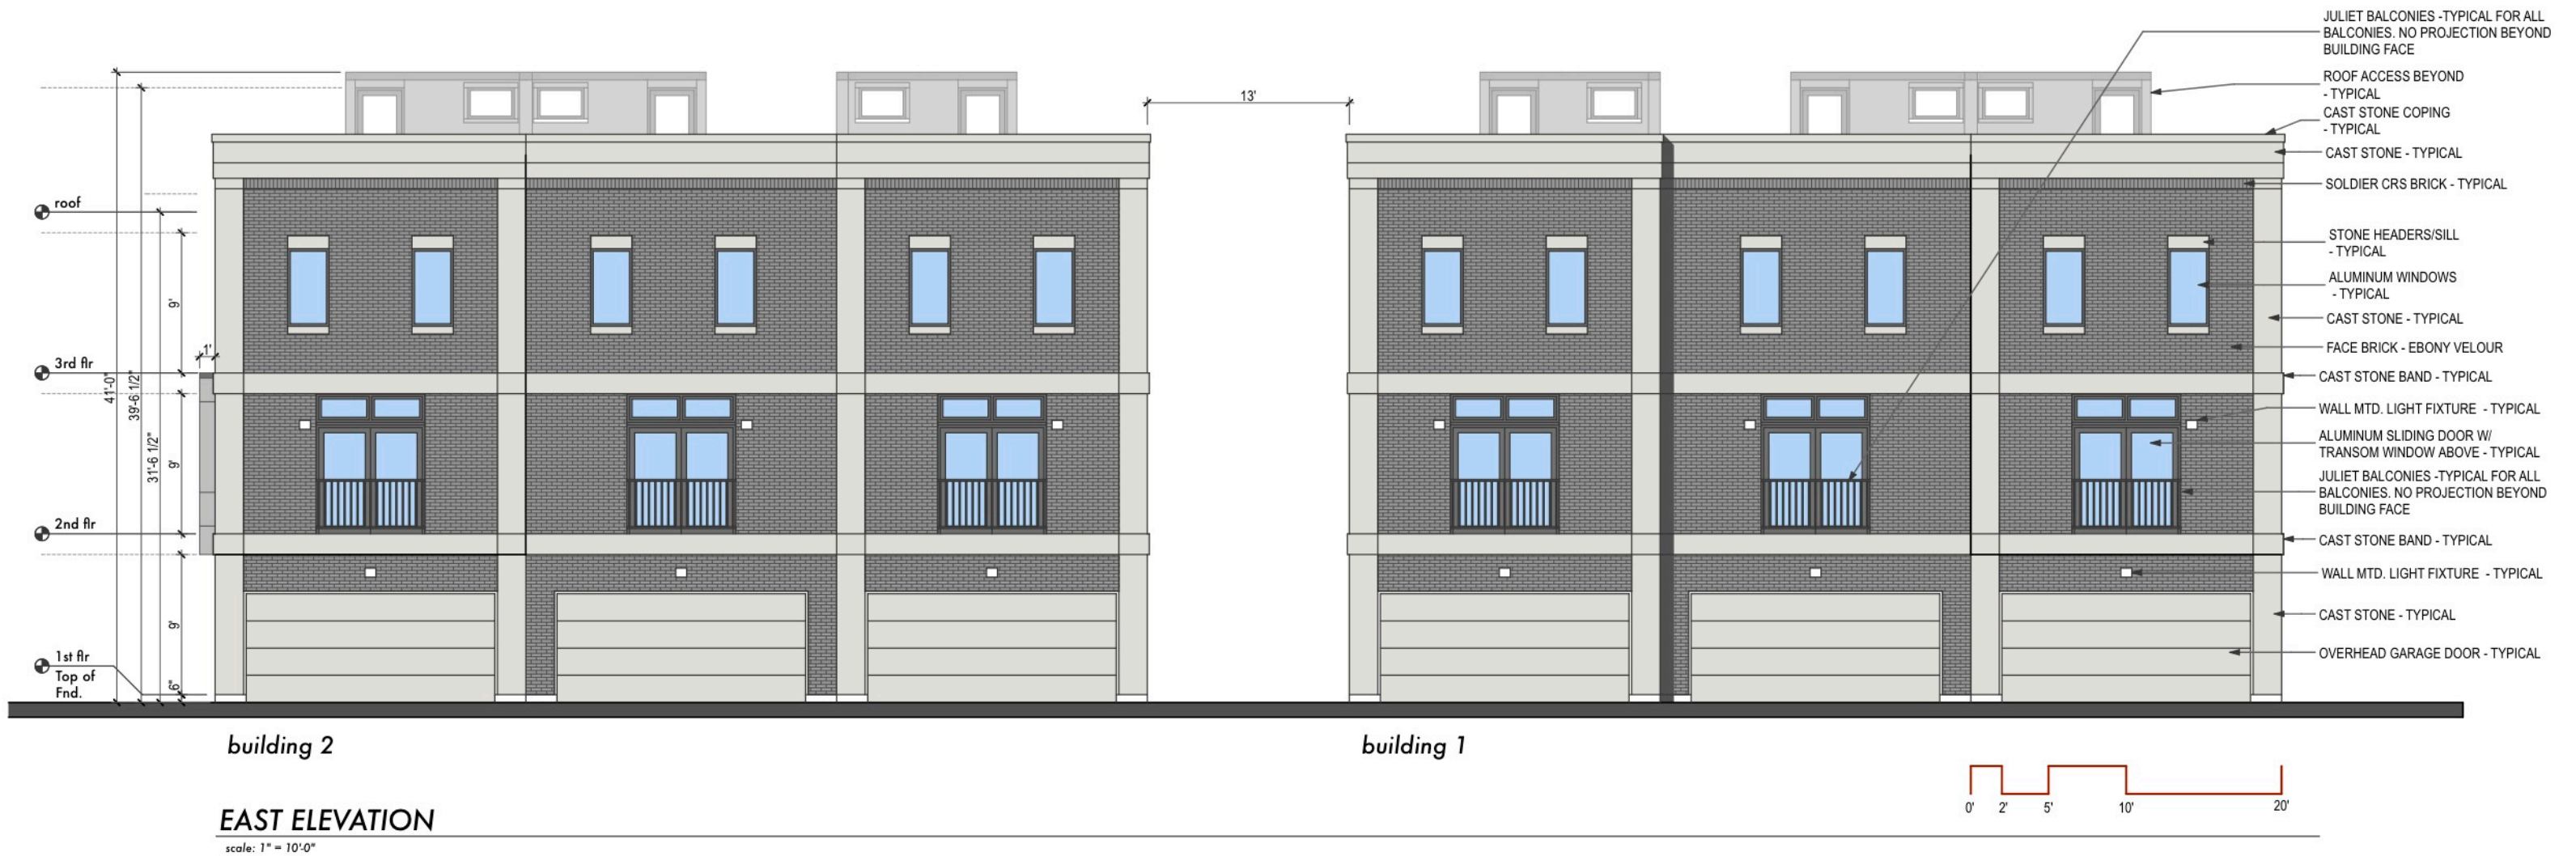 JULIET BALCONIES -TYPICAL FOR ALL
BALCONIES. NO PROJECTION BEYOND
BUILDING FACE
ROOF ACCESS BEYOND
- TYPICAL
13'
CAST STONE COPING
- TYPICAL
CAST STONE - TYPICAL
SOLDIER CRS BRICK - TYPICAL
roof
STONE HEADERS/SILL
- TYPICAL
ALUMINUM WINDOWS
- TYPICAL
9'
CAST STONE - TYPICAL
FACE BRICK - EBONY VELOUR
1'
3rd flr
CAST STONE BAND - TYPICAL
41'-0"
39'-6 1/2"
31'-6 1/2"
WALL MTD. LIGHT FIXTURE - TYPICAL
ALUMINUM SLIDING DOOR W/
TRANSOM WINDOW ABOVE - TYPICAL
9'
JULIET BALCONIES -TYPICAL FOR ALL
BALCONIES. NO PROJECTION BEYOND
BUILDING FACE
2nd flr
CAST STONE BAND - TYPICAL
WALL MTD. LIGHT FIXTURE - TYPICAL
9'
CAST STONE - TYPICAL
OVERHEAD GARAGE DOOR - TYPICAL
1st flr
Top of
Fnd.
6"
building 2
building 1
0' 2' 5' 10' 20'
EAST ELEVATION
scale: 1" = 10'-0"